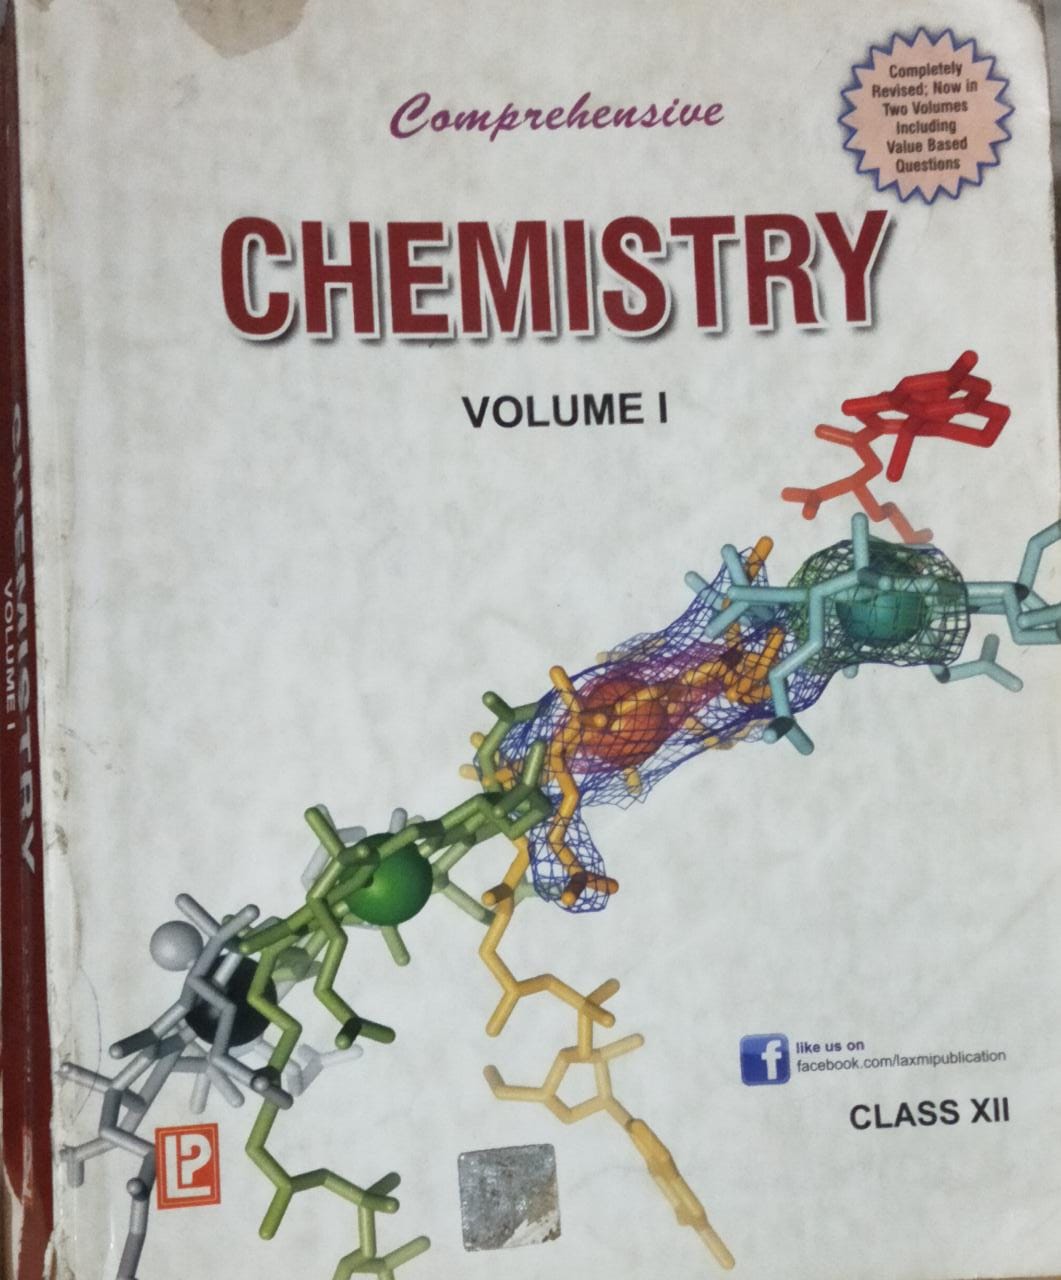 Completely
Revised; Now in
Two Volumes
Including
Value Based
Questions
Comprehensive
CHEMISTRY
VOLUME I
CHEMISTRY
VOLUME I
f
like us on
facebook.com/laxmipublication
CLASS XII
LP